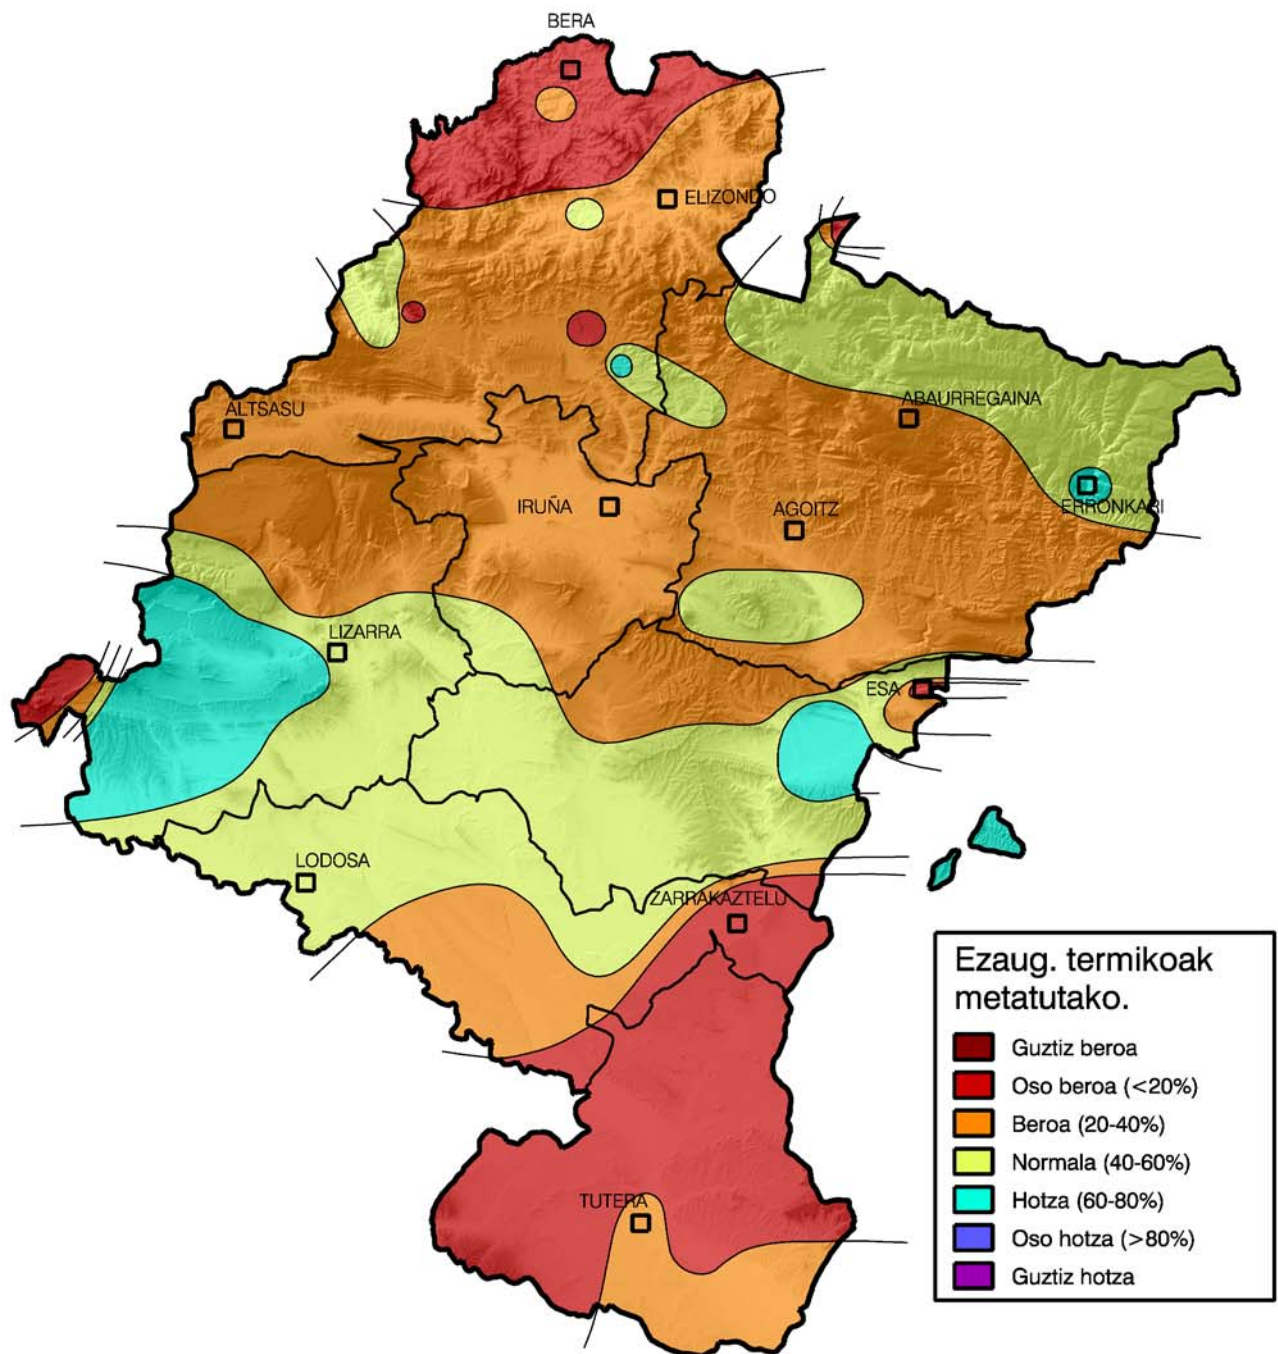 BERA
ELIZONDO
ABAURREGAINA
ALTSASU
IRUÑA
AGOITZ
ERRONKARI
LIZARRA
ESA
LODOSA
ZARRAKAZTELU
TUTERA
Ezaug. termikoak
metatutako.
Guztiz beroa
Oso beroa (<20%)
Beroa (20-40%)
Normala (40-60%)
Hotza (60-80%)
Oso hotza (>80%)
Guztiz hotza